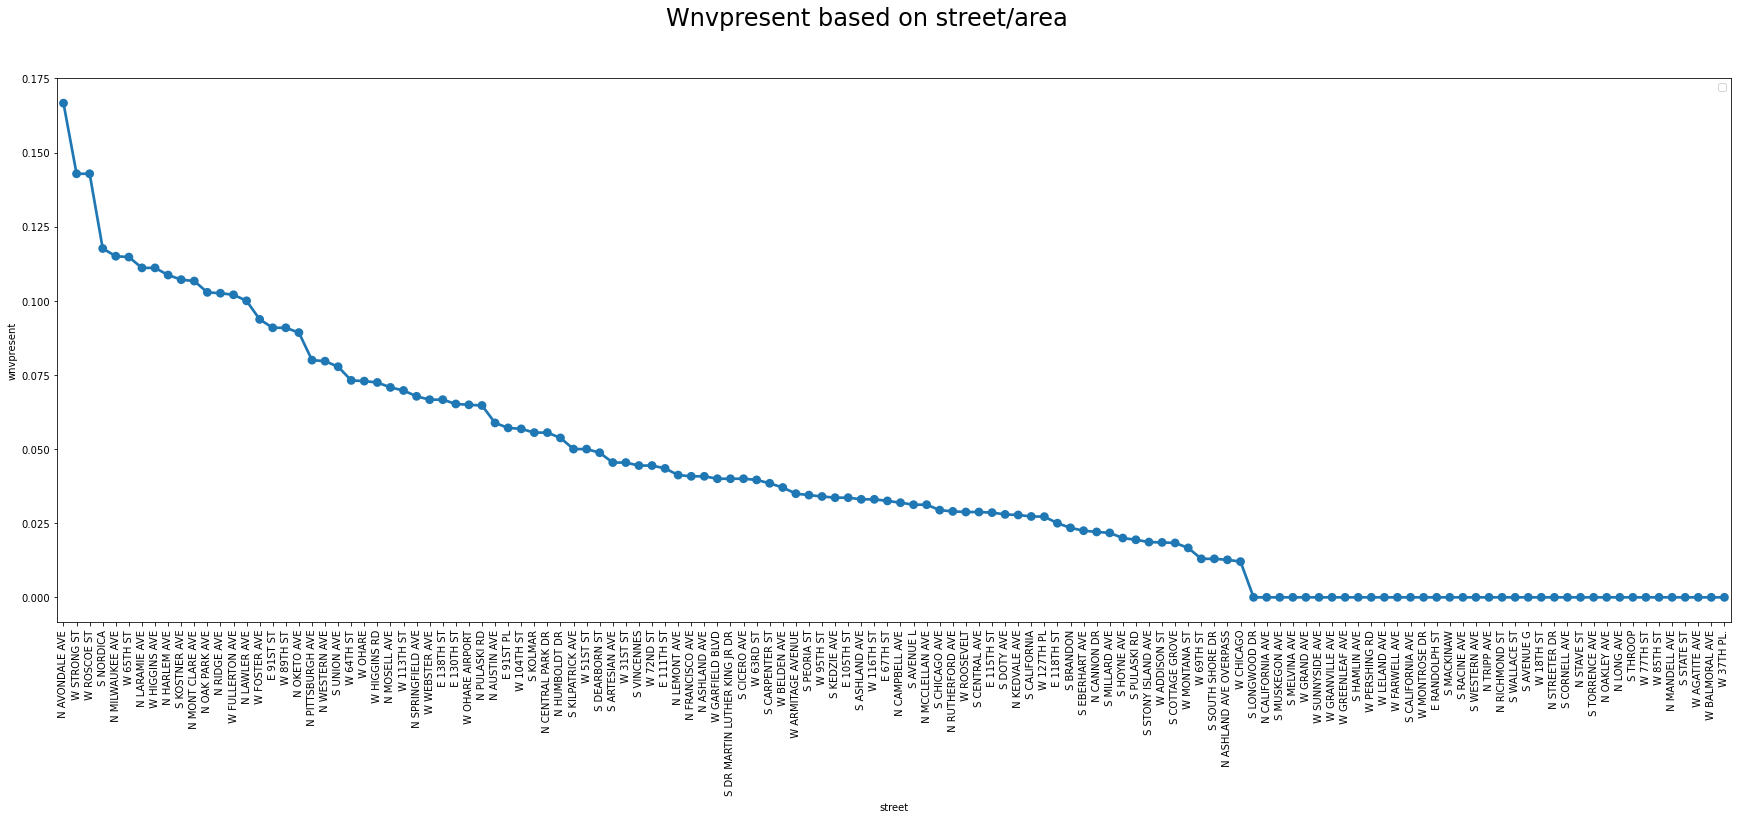 Wnvpresent based on street/area
0.175
0.150
0.125
0.100
0.075
0.050
0.025
0.000
wnvpresent
N AVONDALE AVE
W STRONG ST
W ROSCOE ST
S NORDICA
N MILWAUKEE AVE
W 65TH ST
N LARAMIE AVE
W HIGGINS AVE
N HARLEM AVE
S KOSTNER AVE
N MONT CLARE AVE
N OAK PARK AVE
N RIDGE AVE
W FULLERTON AVE
N LAWLER AVE
W FOSTER AVE
E 91ST ST
W 89TH ST
N OKETO AVE
N PITTSBURGH AVE
N WESTERN AVE
S UNION AVE
W 64TH ST
W OHARE
W HIGGINS RD
N MOSELL AVE
W 113TH ST
N SPRINGFIELD AVE
W WEBSTER AVE
E 138TH ST
E 130TH ST
W OHARE AIRPORT
N PULASKI RD
N AUSTIN AVE
E 91ST PL
W 104TH ST
S KOLMAR
N CENTRAL PARK DR
N HUMBOLDT DR
S KILPATRICK AVE
W 51ST ST
S DEARBORN ST
S ARTESIAN AVE
W 31ST ST
S VINCENNES
W 72ND ST
E 111TH ST
N LEMONT AVE
N FRANCISCO AVE
N ASHLAND AVE
W GARFIELD BLVD
S DR MARTIN LUTHER KING JR DR
S CICERO AVE
W 63RD ST
S CARPENTER ST
W BELDEN AVE
W ARMITAGE AVENUE
S PEORIA ST
W 95TH ST
S KEDZIE AVE
E 105TH ST
S ASHLAND AVE
W 116TH ST
E 67TH ST
N CAMPBELL AVE
S AVENUE L
N MCCLELLAN AVE
S CHICAGO AVE
N RUTHERFORD AVE
W ROOSEVELT
S CENTRAL AVE
E 115TH ST
S DOTY AVE
N KEDVALE AVE
S CALIFORNIA
W 127TH PL
E 118TH ST
S BRANDON
S EBERHART AVE
N CANNON DR
S MILLARD AVE
S HOYNE AVE
S PULASKI RD
S STONY ISLAND AVE
W ADDISON ST
S COTTAGE GROVE
W MONTANA ST
W 69TH ST
S SOUTH SHORE DR
N ASHLAND AVE OVERPASS
W CHICAGO
S LONGWOOD DR
N CALIFORNIA AVE
S MUSKEGON AVE
S MELVINA AVE
W GRAND AVE
W SUNNYSIDE AVE
W GRANVILLE AVE
W GREENLEAF AVE
S HAMLIN AVE
W PERSHING RD
W LELAND AVE
W FARWELL AVE
S CALIFORNIA AVE
W MONTROSE DR
E RANDOLPH ST
S MACKINAW
S RACINE AVE
S WESTERN AVE
N TRIPP AVE
N RICHMOND ST
S WALLACE ST
S AVENUE G
W 18TH ST
N STREETER DR
S CORNELL AVE
N STAVE ST
S TORRENCE AVE
N OAKLEY AVE
N LONG AVE
S THROOP
W 77TH ST
W 85TH ST
N MANDELL AVE
S STATE ST
W AGATITE AVE
W BALMORAL AVE
W 37TH PL.
street